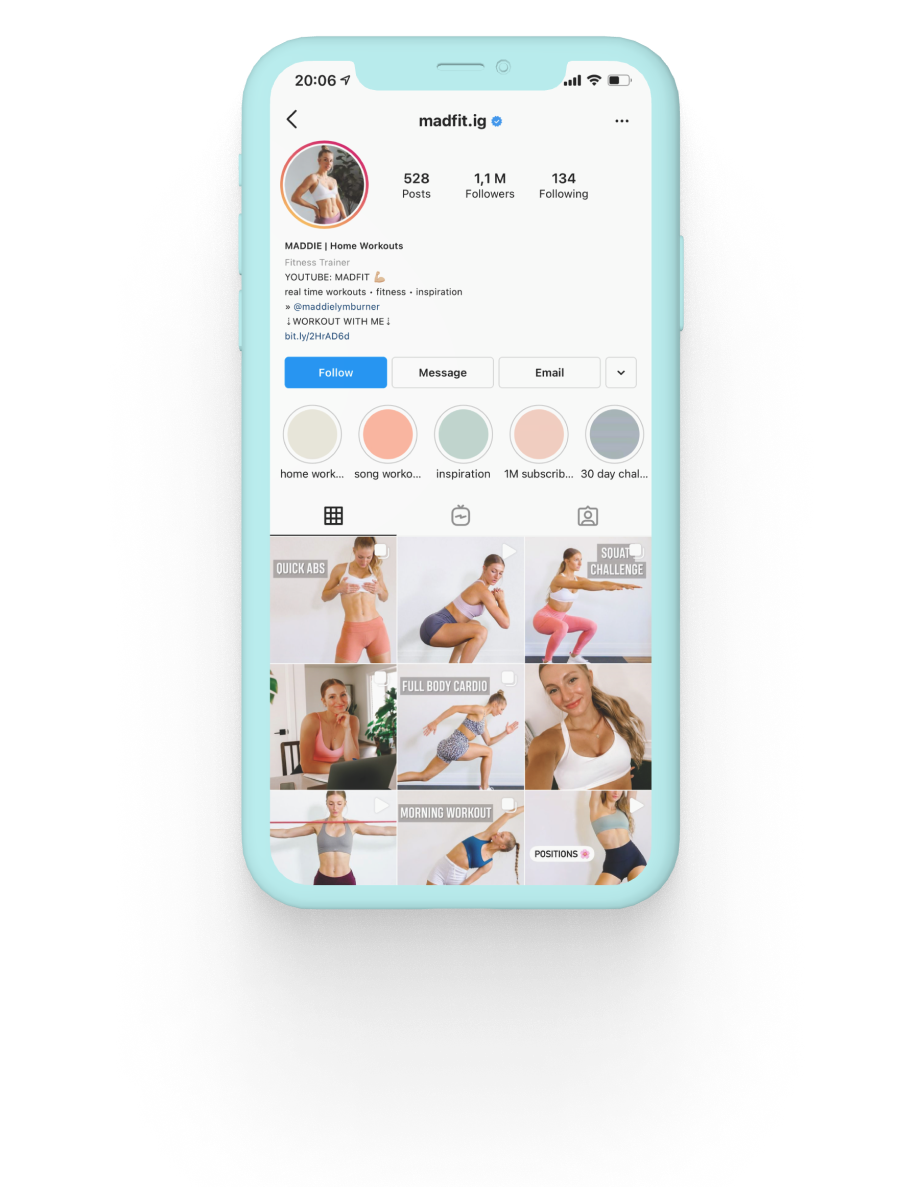 20:06
madfit.ig
528
1,1 M
134
Posts
Followers
Following
MADDIE | Home Workouts
Fitness Trainer
YOUTUBE: MADFIT 💪🏼
real time workouts • fitness • inspiration
» @maddielymburner
↓WORKOUT WITH ME↓
bit.ly/2HrAD6d
Follow
Message
Email
home work...
song worko...
inspiration
1M subscrib...
30 day chal...
QUICK ABS
SQUAT
CHALLENGE
FULL BODY CARDIO
MORNING WORKOUT
POSITIONS 🌸